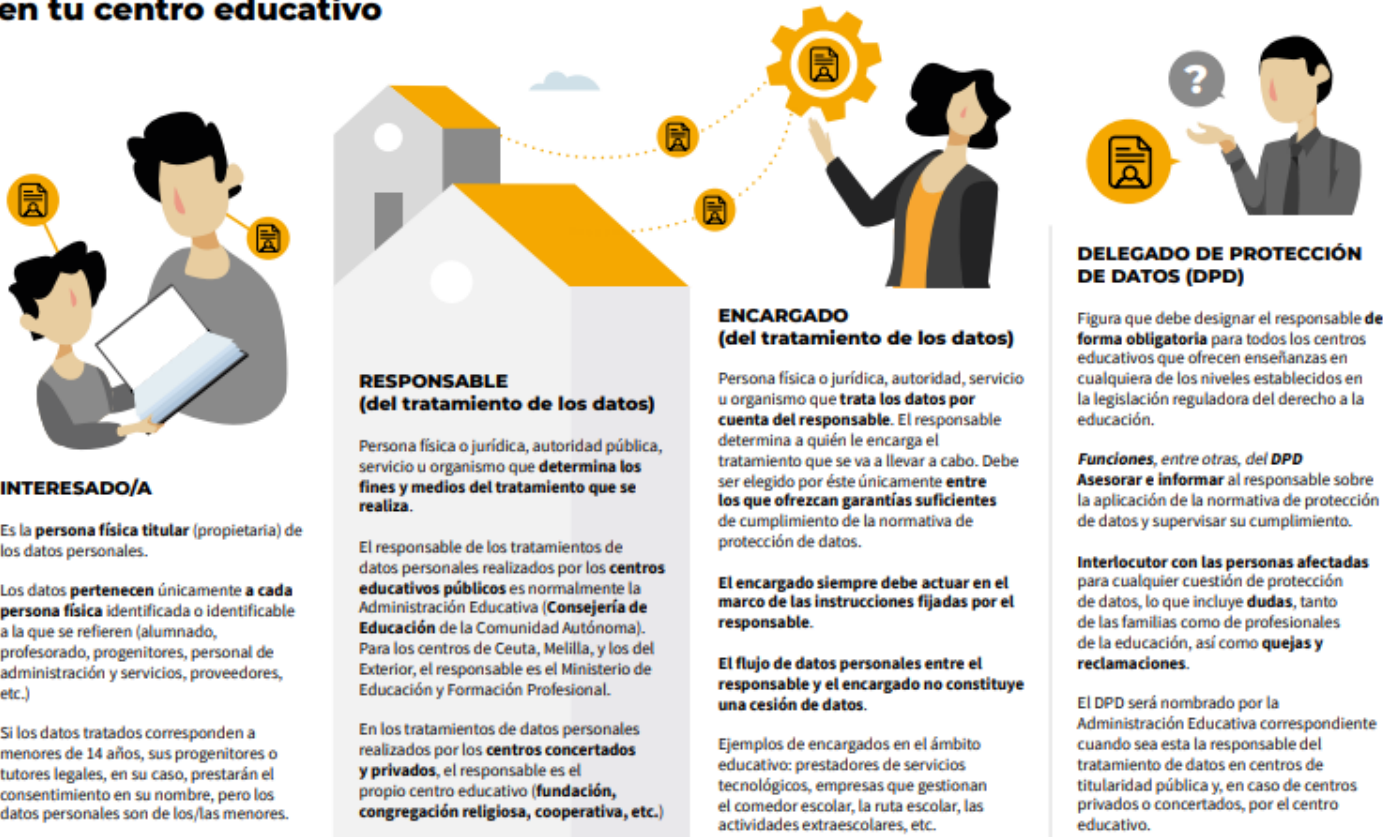 en tu centro educativo
INTERESADO/A
Es la persona física titular (propietaria) de
los datos personales.
Los datos pertenecen únicamente a cada
persona física identificada o identificable
a la que se refieren (alumnado,
profesorado, progenitores, personal de
administración y servicios, proveedores,
etc.)
Si los datos tratados corresponden a
menores de 14 años, sus progenitores o
tutores legales, en su caso, prestarán el
consentimiento en su nombre, pero los
datos personales son de los/las menores.
RESPONSABLE
(del tratamiento de los datos)
Persona física o jurídica, autoridad pública,
servicio u organismo que determina los
fines y medios del tratamiento que se
realiza.
El responsable de los tratamientos de
datos personales realizados por los centros
educativos públicos es normalmente la
Administración Educativa (Consejería de
Educación de la Comunidad Autónoma).
Para los centros de Ceuta, Melilla, y los del
Exterior, el responsable es el Ministerio de
Educación y Formación Profesional.
En los tratamientos de datos personales
realizados por los centros concertados
y privados, el responsable es el
propio centro educativo (fundación,
congregación religiosa, cooperativa, etc.)
ENCARGADO
(del tratamiento de los datos)
Persona física o jurídica, autoridad, servicio
u organismo que trata los datos por
cuenta del responsable. El responsable
determina a quién le encarga el
tratamiento que se va a llevar a cabo. Debe
ser elegido por éste únicamente entre
los que ofrezcan garantías suficientes
de cumplimiento de la normativa de
protección de datos.
El encargado siempre debe actuar en el
marco de las instrucciones fijadas por el
responsable.
El flujo de datos personales entre el
responsable y el encargado no constituye
una cesión de datos.
Ejemplos de encargados en el ámbito
educativo: prestadores de servicios
tecnológicos, empresas que gestionan
el comedor escolar, la ruta escolar, las
actividades extraescolares, etc.
?
DELEGADO DE PROTECCIÓN
DE DATOS (DPD)
Figura que debe designar el responsable de
forma obligatoria para todos los centros
educativos que ofrecen enseñanzas en
cualquiera de los niveles establecidos en
la legislación reguladora del derecho a la
educación.
Funciones, entre otras, del DPD
Asesorar e informar al responsable sobre
la aplicación de la normativa de protección
de datos y supervisar su cumplimiento.
Interlocutor con las personas afectadas
para cualquier cuestión de protección
de datos, lo que incluye dudas, tanto
de las familias como de profesionales
de la educación, así como quejas y
reclamaciones.
El DPD será nombrado por la
Administración Educativa correspondiente
cuando sea esta la responsable del
tratamiento de datos en centros de
titularidad pública y, en caso de centros
privados o concertados, por el centro
educativo.